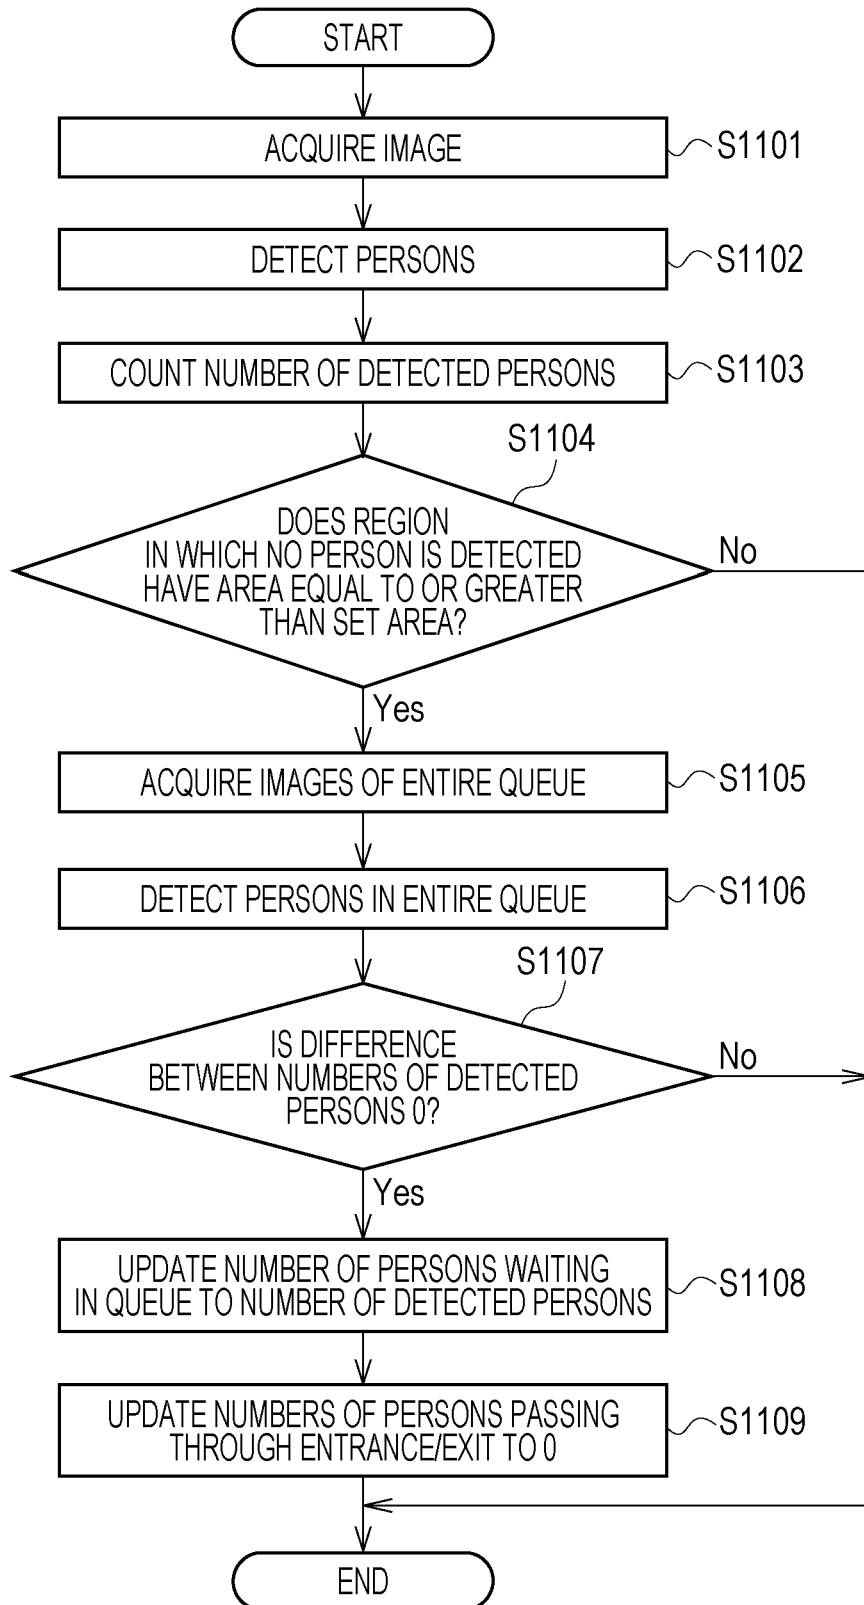 START
ACQUIRE IMAGE
S1101
DETECT PERSONS
S1102
COUNT NUMBER OF DETECTED PERSONS
S1103
S1104
DOES REGION
IN WHICH NO PERSON IS DETECTED
HAVE AREA EQUAL TO OR GREATER
THAN SET AREA?
No
Yes
ACQUIRE IMAGES OF ENTIRE QUEUE
S1105
DETECT PERSONS IN ENTIRE QUEUE
S1106
S1107
IS DIFFERENCE
BETWEEN NUMBERS OF DETECTED
PERSONS 0?
No
Yes
UPDATE NUMBER OF PERSONS WAITING
IN QUEUE TO NUMBER OF DETECTED PERSONS
S1108
UPDATE NUMBERS OF PERSONS PASSING
THROUGH ENTRANCE/EXIT TO 0
S1109
END